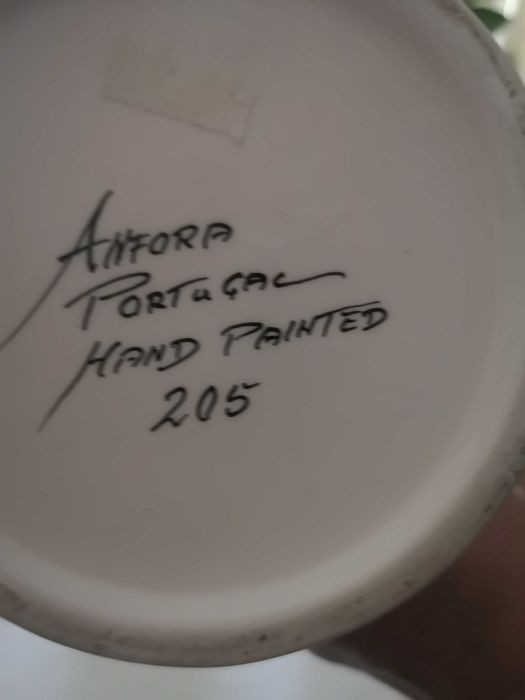 ANFORA
PORTUGAL
HAND PAINTED
205